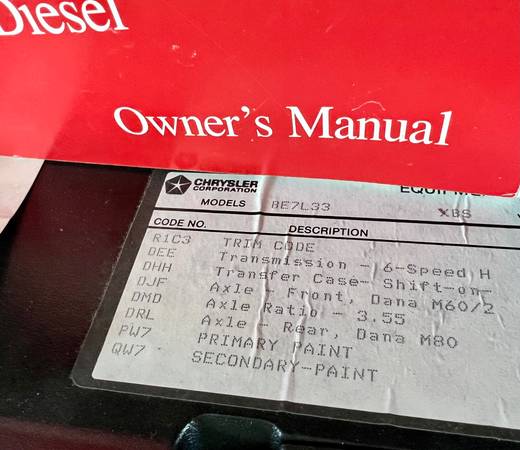 Diesel
Owner's Manual
CHRYSLER
CORPORATION
MODELS BE7L33 XBS
CODE NO. DESCRIPTION
R1C3 TRIM CODE
DEE Transmission - 6-Speed H
DHH Transfer Case- Shift-on-
DJF Axle - Front, Dana M60/2
DMD Axle Ratio - 3.55
DRL Axle - Rear, Dana M80
PW7 PRIMARY PAINT
QW7 SECONDARY-PAINT